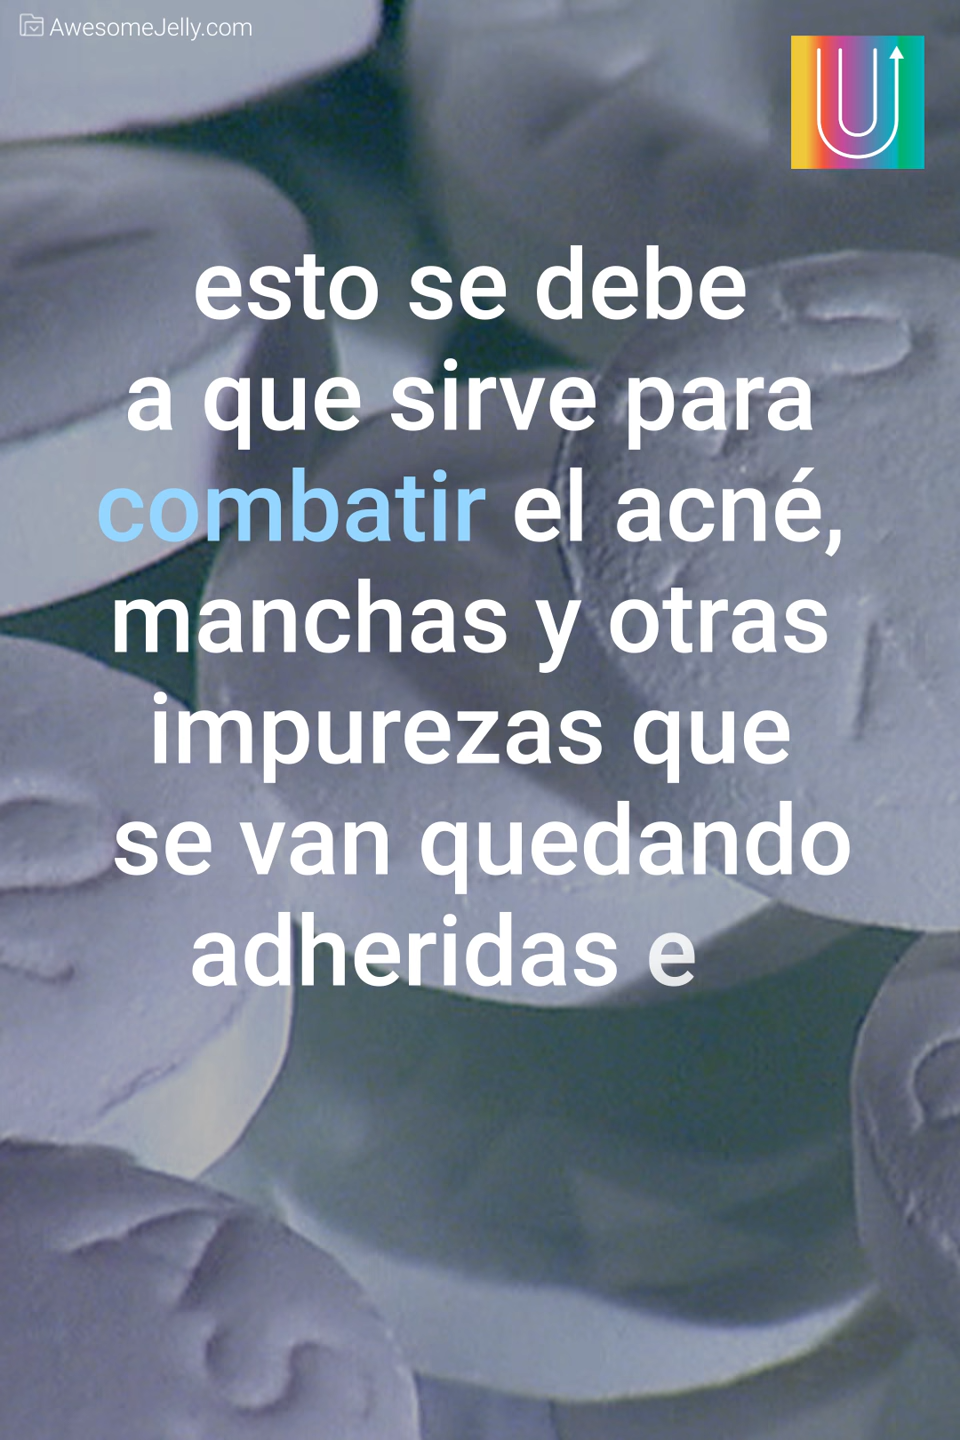 AwesomeJelly.com
esto se debe
a que sirve para
combatir el acné,
manchas y otras
impurezas que
se van quedando
adheridas e